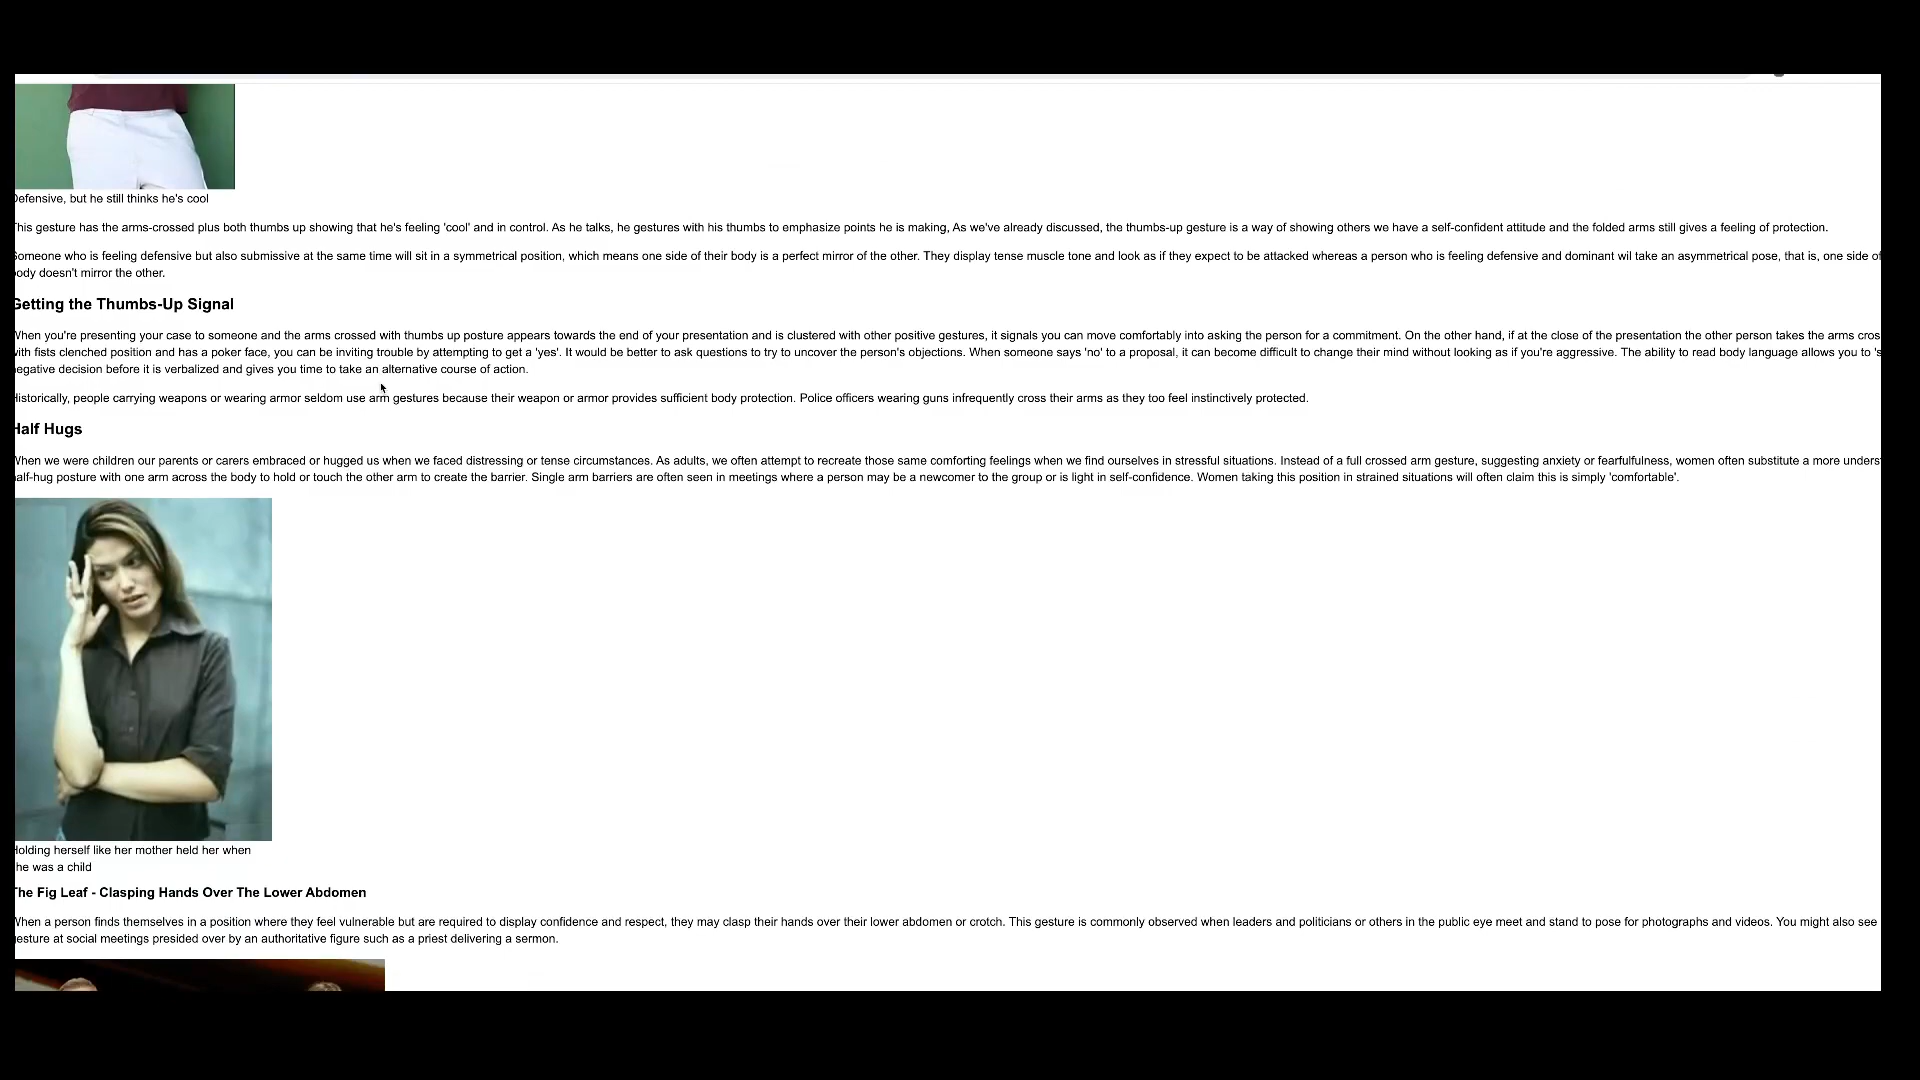 Defensive, but he still thinks he's cool
This gesture has the arms-crossed plus both thumbs up showing that he's feeling 'cool' and in control. As he talks, he gestures with his thumbs to emphasize points he is making, As we've already discussed, the thumbs-up gesture is a way of showing others we have a self-confident attitude and the folded arms still gives a feeling of protection.
Someone who is feeling defensive but also submissive at the same time will sit in a symmetrical position, which means one side of their body is a perfect mirror of the other. They display tense muscle tone and look as if they expect to be attacked whereas a person who is feeling defensive and dominant wil take an asymmetrical pose, that is, one side of
body doesn't mirror the other.
Getting the Thumbs-Up Signal
When you're presenting your case to someone and the arms crossed with thumbs up posture appears towards the end of your presentation and is clustered with other positive gestures, it signals you can move comfortably into asking the person for a commitment. On the other hand, if at the close of the presentation the other person takes the arms cros
with fists clenched position and has a poker face, you can be inviting trouble by attempting to get a 'yes'. It would be better to ask questions to try to uncover the person's objections. When someone says 'no' to a proposal, it can become difficult to change their mind without looking as if you're aggressive. The ability to read body language allows you to 's
negative decision before it is verbalized and gives you time to take an alternative course of action.
Historically, people carrying weapons or wearing armor seldom use arm gestures because their weapon or armor provides sufficient body protection. Police officers wearing guns infrequently cross their arms as they too feel instinctively protected.
Half Hugs
When we were children our parents or carers embraced or hugged us when we faced distressing or tense circumstances. As adults, we often attempt to recreate those same comforting feelings when we find ourselves in stressful situations. Instead of a full crossed arm gesture, suggesting anxiety or fearfulfulness, women often substitute a more unders
half-hug posture with one arm across the body to hold or touch the other arm to create the barrier. Single arm barriers are often seen in meetings where a person may be a newcomer to the group or is light in self-confidence. Women taking this position in strained situations will often claim this is simply 'comfortable'.
Holding herself like her mother held her when
he was a child
The Fig Leaf - Clasping Hands Over The Lower Abdomen
When a person finds themselves in a position where they feel vulnerable but are required to display confidence and respect, they may clasp their hands over their lower abdomen or crotch. This gesture is commonly observed when leaders and politicians or others in the public eye meet and stand to pose for photographs and videos. You might also see
gesture at social meetings presided over by an authoritative figure such as a priest delivering a sermon.